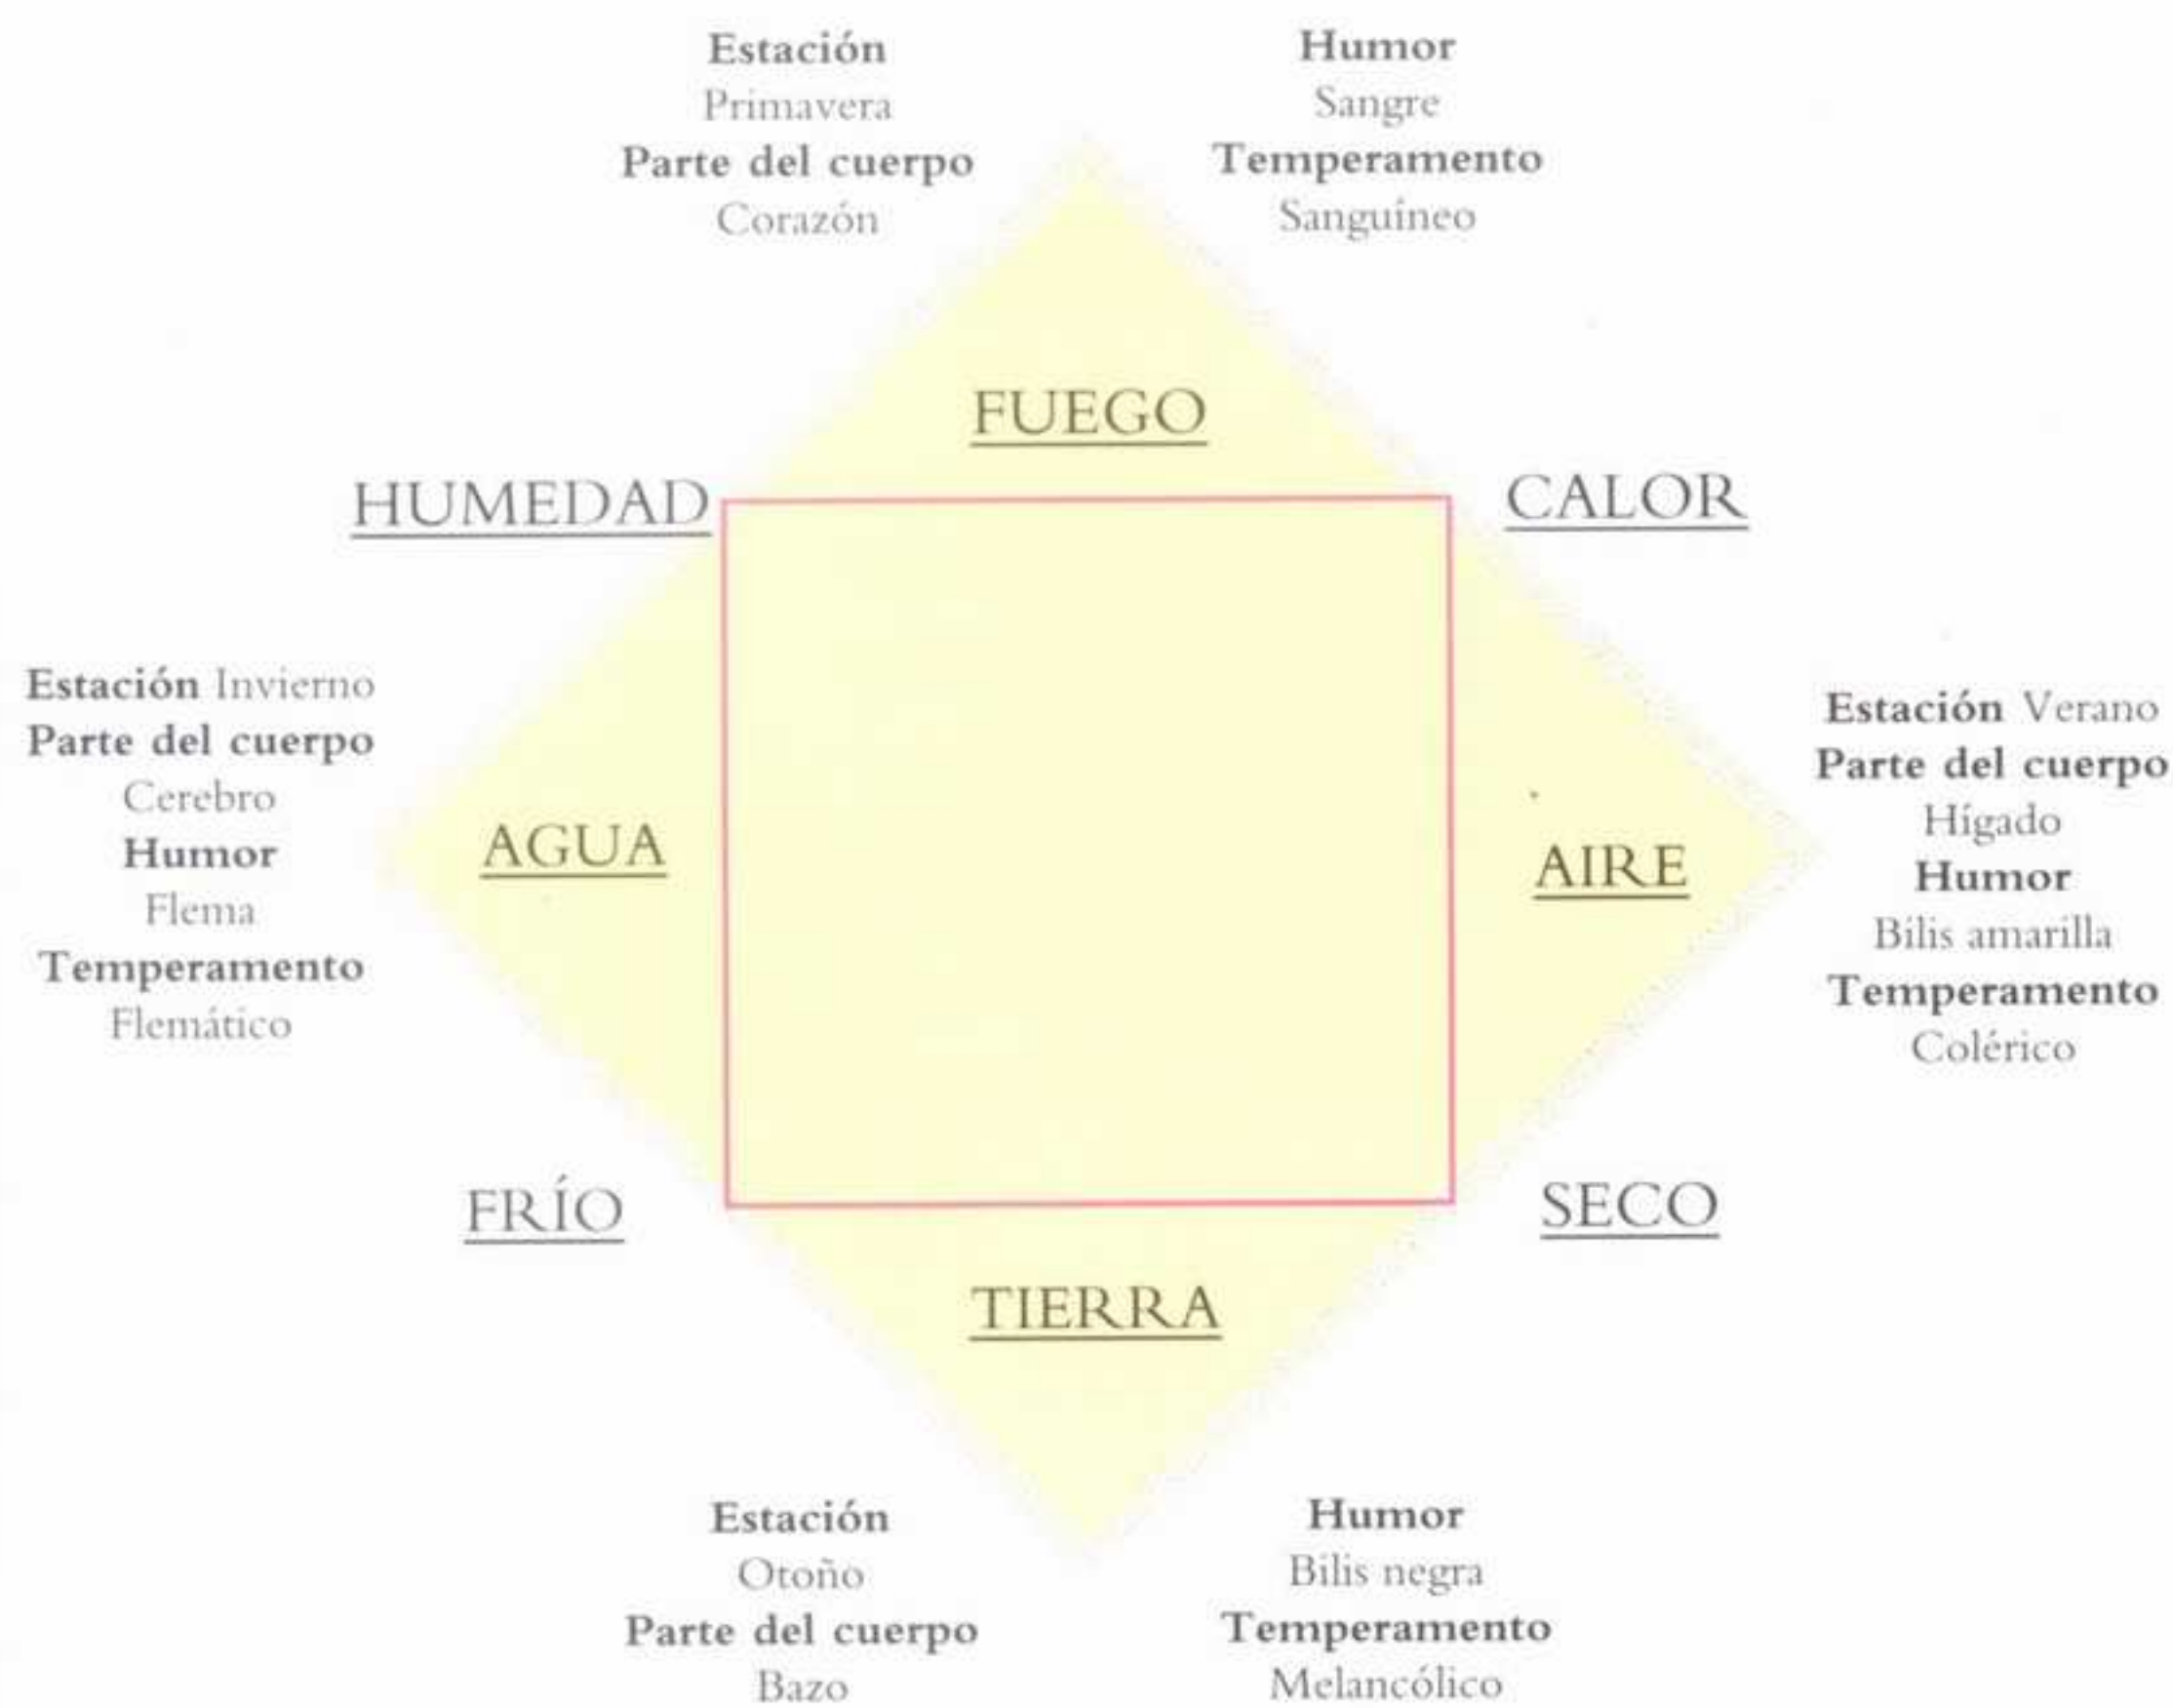 Estación
Primavera
Parte del cuerpo
Corazón
Humor
Sangre
Temperamento
Sanguíneo
FUEGO
HUMEDAD
CALOR
Estación Invierno
Parte del cuerpo
Cerebro
Humor
Flema
Temperamento
Flemático
AGUA
AIRE
Estación Verano
Parte del cuerpo
Hígado
Humor
Bilis amarilla
Temperamento
Colérico
FRÍO
SECO
TIERRA
Estación
Otoño
Parte del cuerpo
Bazo
Humor
Bilis negra
Temperamento
Melancólico